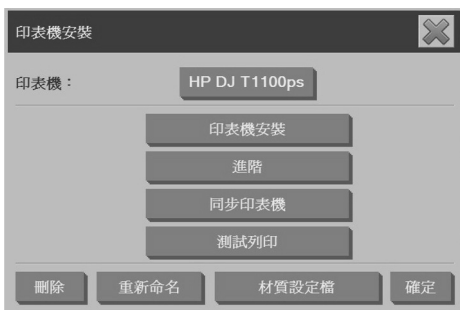 印表機安裝
印表機： HP DJ T1100ps
印表機安裝
進階
同步印表機
測試列印
刪除 重新命名 材質設定檔 確定